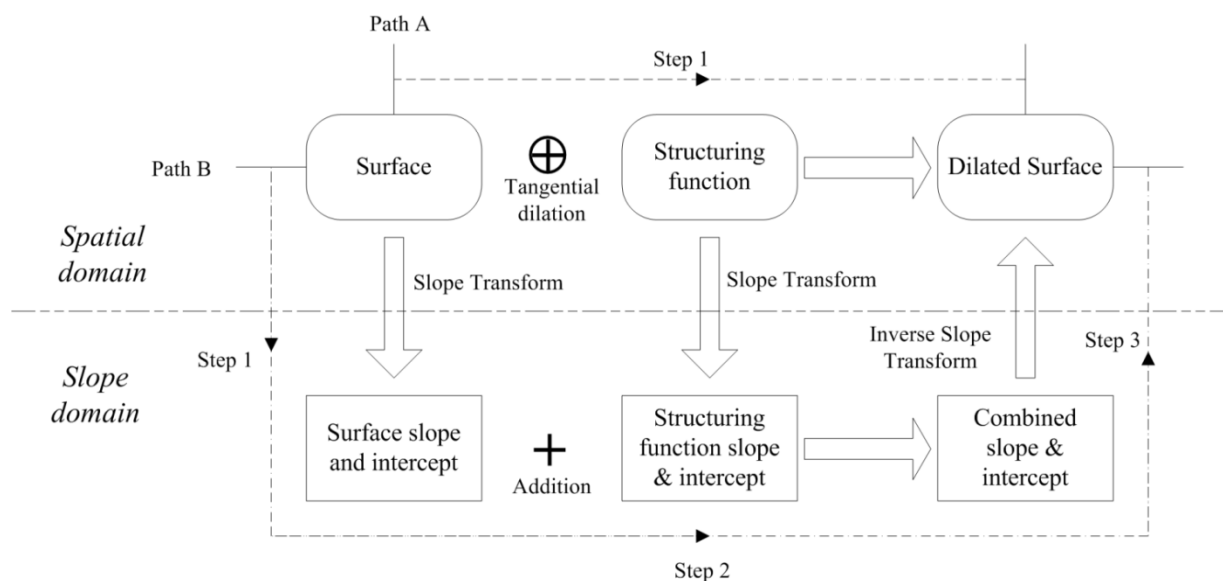 Path A
Step 1
Path B
Surface
Tangential
dilation
Structuring
function
Dilated Surface
Spatial
domain
Slope Transform
Slope Transform
Inverse Slope
Transform
Step 1
Step 3
Slope
domain
Surface slope
and intercept
Addition
Structuring
function slope
& intercept
Combined
slope &
intercept
Step 2